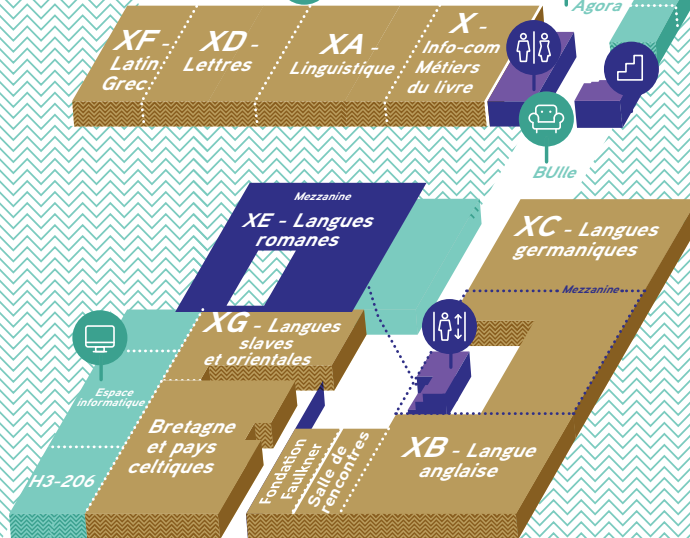 Agora
XF -
Latin
Grec
XD -
Lettres
XA -
Linguistique
X -
Info-com
Métiers
du livre
BUlle
Mezzanine
XE - Langues
romanes
XC - Langues
germaniques
Mezzanine
XG - Langues
slaves
et orientales
Espace
informatique
Bretagne
et pays
celtiques
H3-206
Fondation
Faulkner
Salle de
rencontres
XB - Langue
anglaise